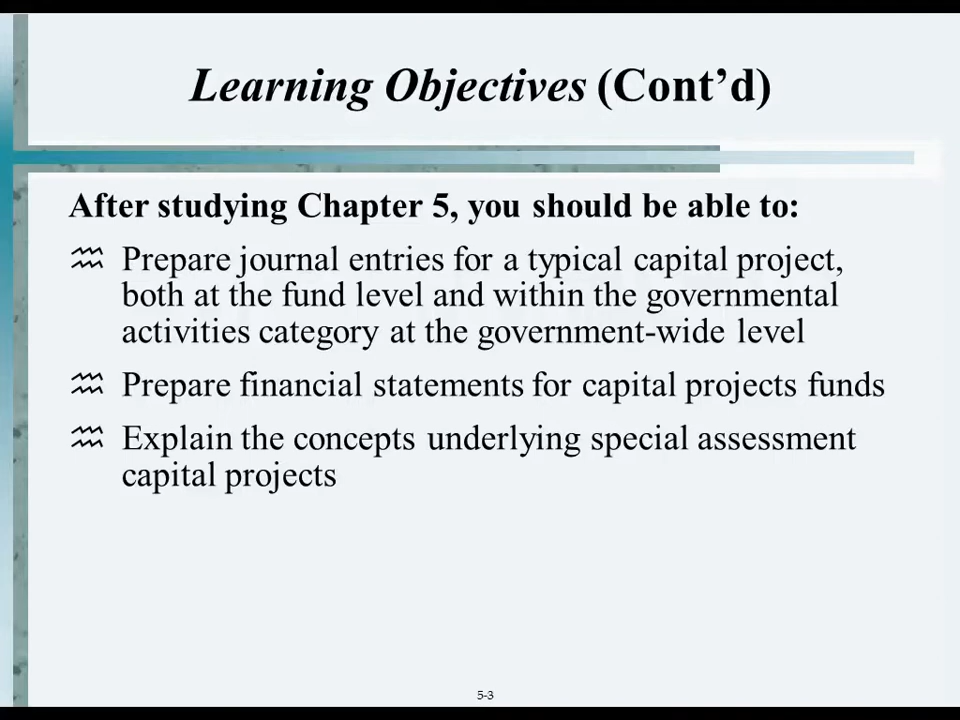 Learning Objectives (Cont’d)
After studying Chapter 5, you should be able to:
Prepare journal entries for a typical capital project,
both at the fund level and within the governmental
activities category at the government-wide level
Prepare financial statements for capital projects funds
Explain the concepts underlying special assessment
capital projects
5-3